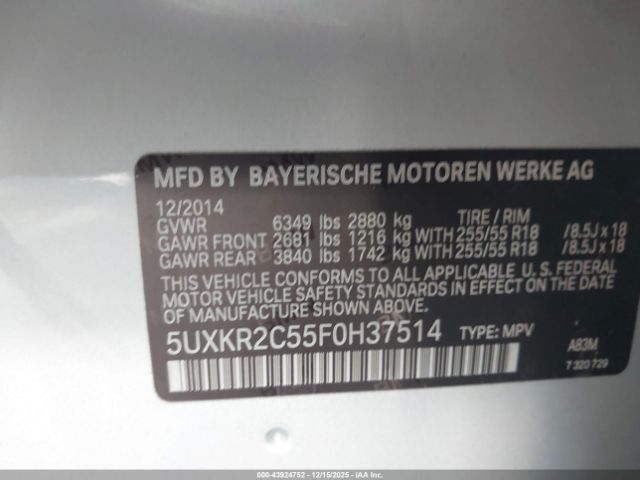 MFD BY BAYERISCHE MOTOREN WERKE AG
12/2014 TIRE / RIM
GVWR 6349 lbs 2880 kg
GAWR FRONT 2681 lbs 1216 kg WITH 255/55 R18 /8.5J x 18
GAWR REAR 3840 lbs 1742 kg WITH 255/55 R18 /8.5J x 18
THIS VEHICLE CONFORMS TO ALL APPLICABLE U. S. FEDERAL
MOTOR VEHICLE SAFETY STANDARDS IN EFFECT ON THE DATE
OF MANUFACTURE SHOWN ABOVE.
5UXKR2C55F0H37514 TYPE: MPV
A83M
7 320 729
000-43924752 - 12/15/2025 - IAAI.COM